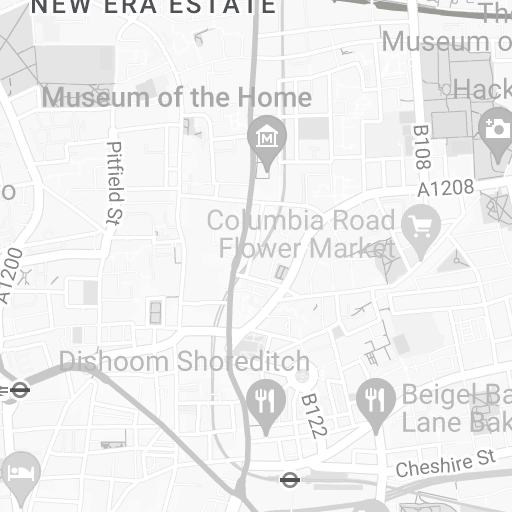 NEW ERA ESTATE
The
Museum o
Hack
Museum of the Home
Pitfield St
B108
A1208
o
Columbia Road
Flower Market
A1200
Dishoom Shoreditch
B122
Beigel Ba
Lane Bak
Cheshire St